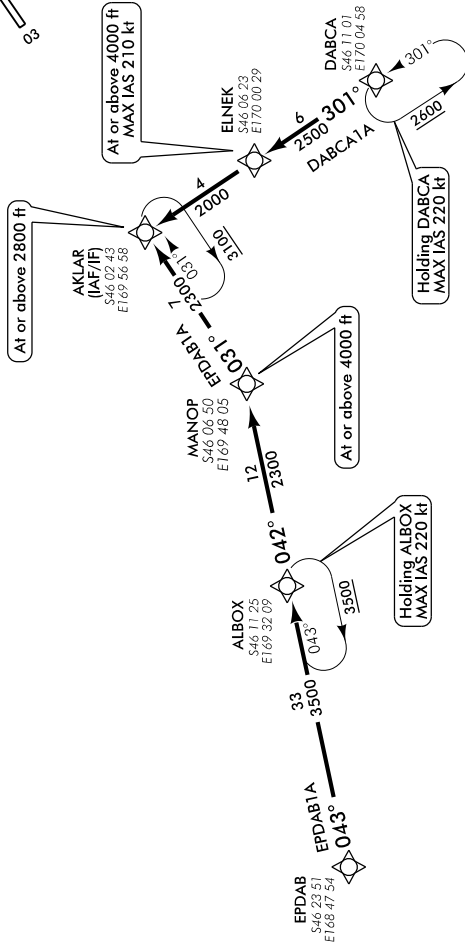 03
At or above 4000 ft
MAX IAS 210 kt
DABCA
S46 11 01
E170 04 58
301°
ELNEK
S46 06 23
E170 00 29
6
301°
2500
DABCA1A
2600
Holding DABCA
MAX IAS 220 kt
At or above 2800 ft
AKLAR
(IAF/IF)
S46 02 43
E169 56 58
4
2000
3100
031°
7
2300
EPDAB1A
031°
MANOP
S46 06 50
E169 48 05
At or above 4000 ft
12
2300
042°
ALBOX
S46 11 25
E169 32 09
043°
3500
Holding ALBOX
MAX IAS 220 kt
33
3500
EPDAB1A
043°
EPDAB
S46 23 51
E168 47 54